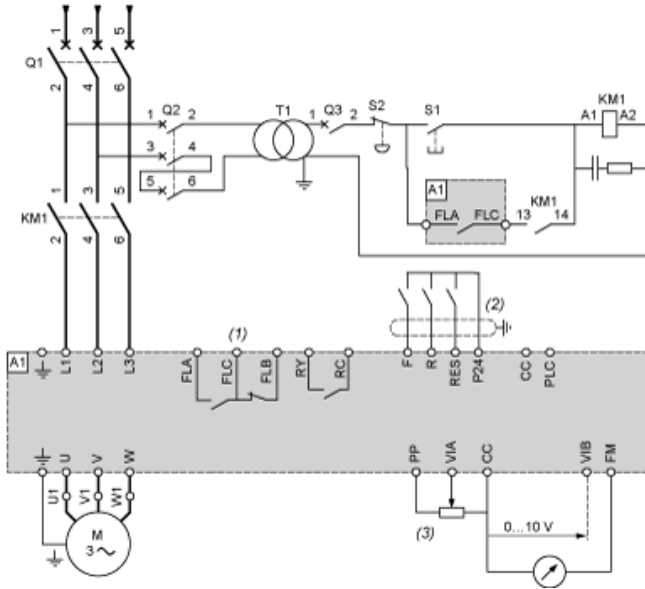 1 3 5
Q1
2 4 6
1 Q2 2
3 4
5 6
T1
1 Q3 2
S2
S1
KM1
A1 A2
1 3 5
KM1
2 4 6
A1
FLA FLC
13 KM1 14
(1)
(2)
A1
L1 L2 L3
FLA FLC FLB RY RC
F R RES P24 CC PLC
U V W
PP VIA CC VIB FM
U1 V1 W1
M
3
(3)
0...10 V